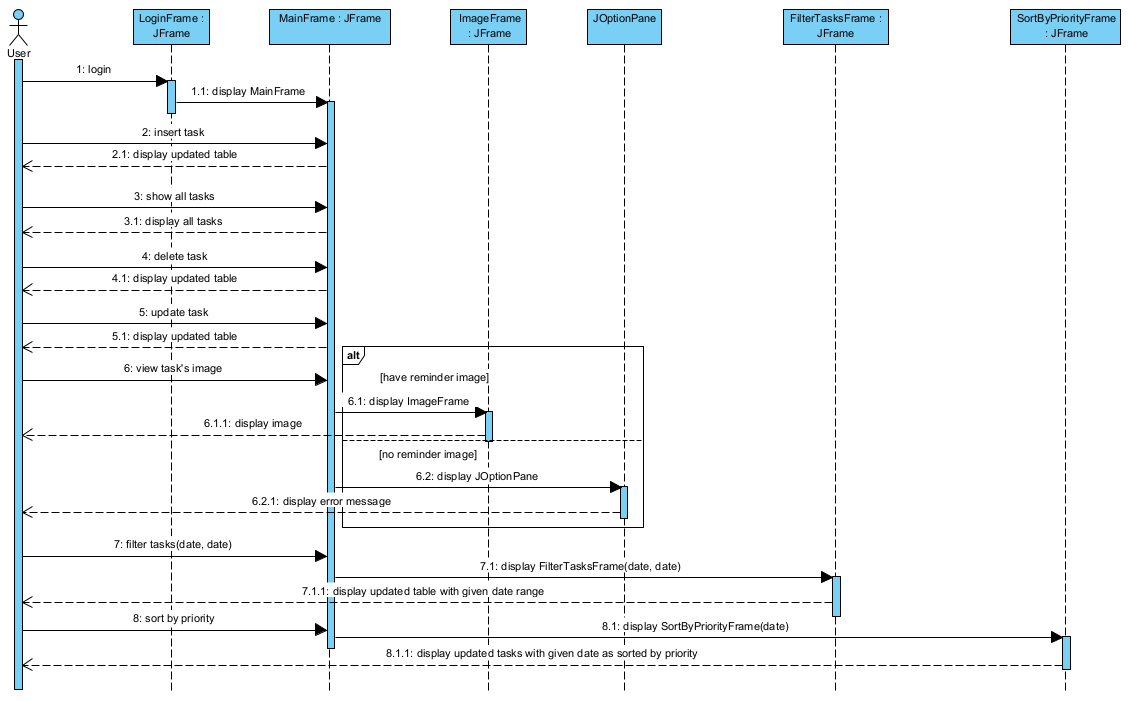 LoginFrame :
JFrame
MainFrame : JFrame
ImageFrame
: JFrame
JOptionPane
FilterTasksFrame :
JFrame
SortByPriorityFrame
: JFrame
User
1: login
1.1: display MainFrame
2: insert task
2.1: display updated table
3: show all tasks
3.1: display all tasks
4: delete task
4.1: display updated table
5: update task
5.1: display updated table
alt
6: view task's image
[have reminder image]
6.1: display ImageFrame
6.1.1: display image
[no reminder image]
6.2: display JOptionPane
6.2.1: display error message
7: filter tasks(date, date)
7.1: display FilterTasksFrame(date, date)
7.1.1: display updated table with given date range
8: sort by priority
8.1: display SortByPriorityFrame(date)
8.1.1: display updated tasks with given date as sorted by priority